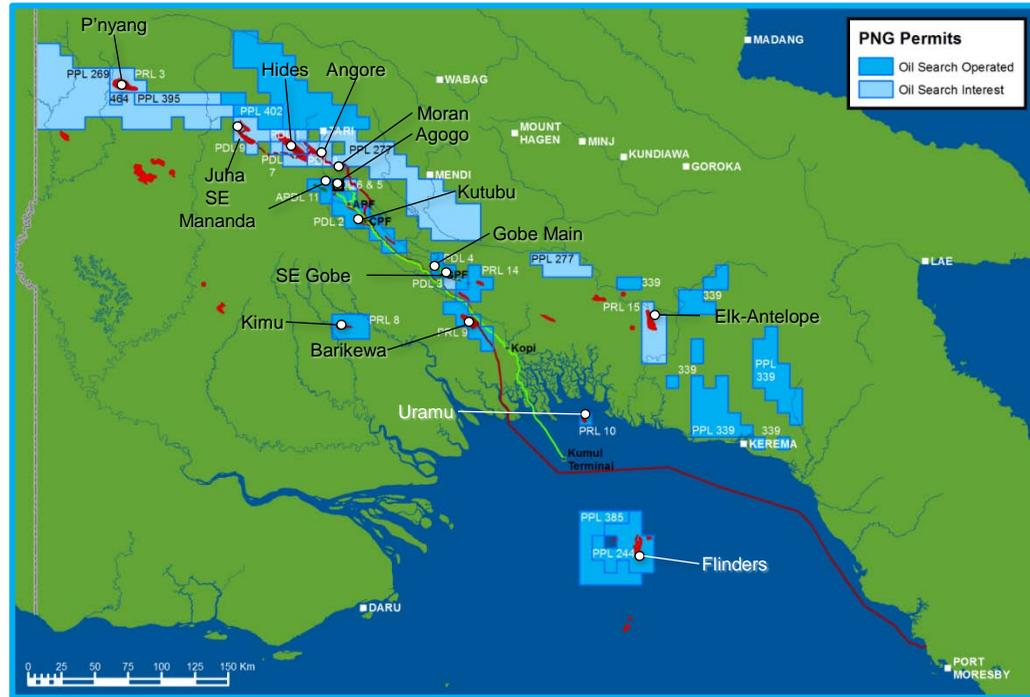 P'nyang
MADANG
PNG Permits
Oil Search Operated
Oil Search Interest
PPL 269
PRL 3
464
PPL 395
Hides
Angore
WABAG
Moran
Agogo
PPL 402
TARI
MOUNT
HAGEN
MINJ
KUNDIAWA
GOROKA
PDL 9
PDL
7
PPL 277
MENDI
Juha
SE
Mananda
APDL 11
6 & 5
APF
Kutubu
PDL 2
CPF
Gobe Main
PDL 4
SE Gobe
GPF
PDL 3
PRL 14
PPL 277
LAE
339
339
PRL 15
Elk-Antelope
Kimu
PRL 8
PRL 9
Barikewa
Kopi
339
PPL
339
Uramu
PRL 10
PPL 339
339
KEREMA
Kumul
Terminal
PPL 385
PPL 244
Flinders
DARU
0 25 50 75 100 125 150 Km
PORT
MORESBY